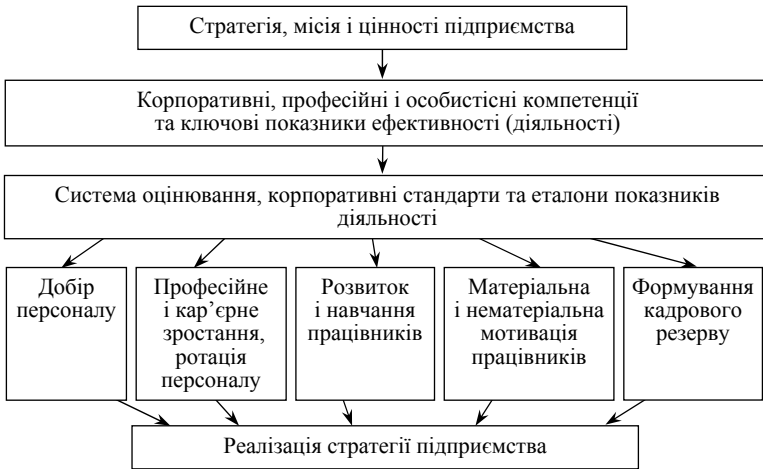 Стратегія, місія і цінності підприємства
Корпоративні, професійні і особистісні компетенції
та ключові показники ефективності (діяльності)
Система оцінювання, корпоративні стандарти та еталони показників
діяльності
Добір
персоналу
Професійне
і кар’єрне
зростання,
ротація
персоналу
Розвиток
і навчання
працівників
Матеріальна
і нематеріальна
мотивація
працівників
Формування
кадрового
резерву
Реалізація стратегії підприємства